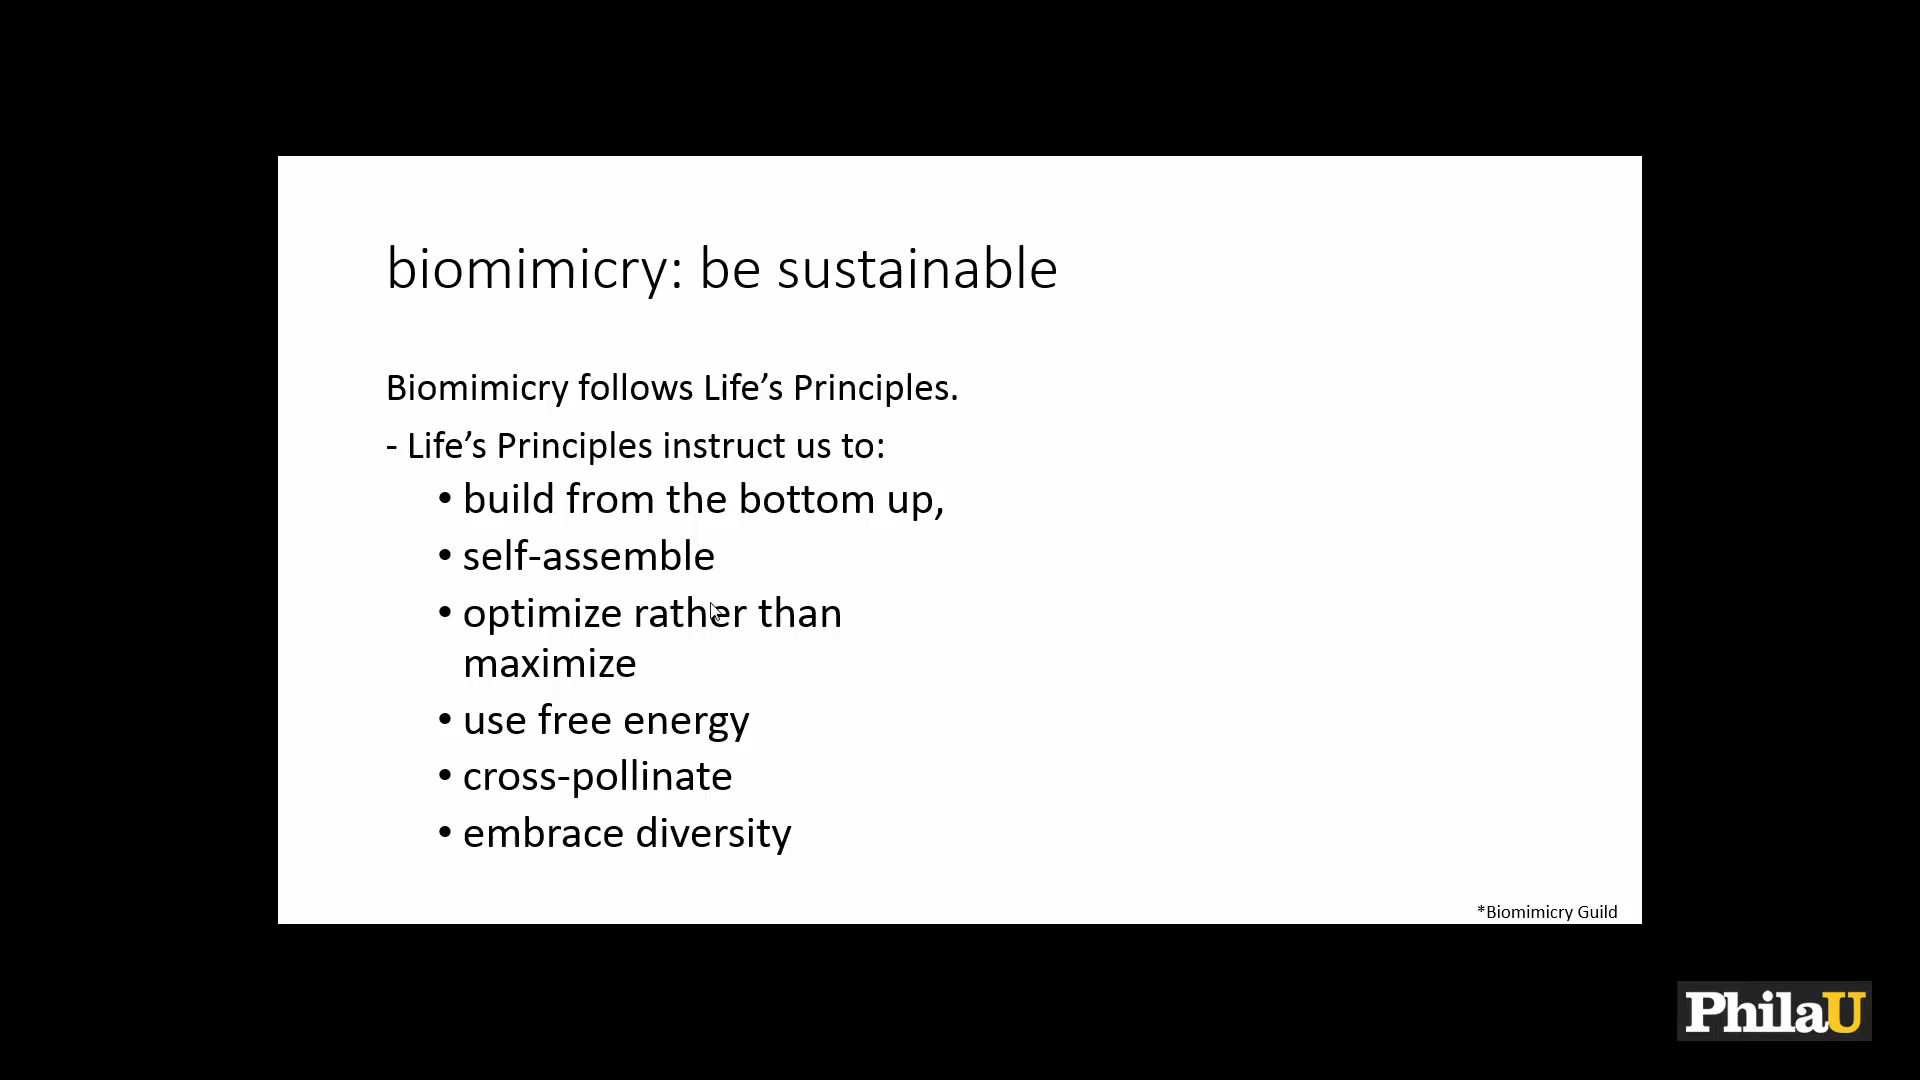 biomimicry: be sustainable
Biomimicry follows Life’s Principles.
- Life’s Principles instruct us to:
• build from the bottom up,
• self-assemble
• optimize rather than
maximize
• use free energy
• cross-pollinate
• embrace diversity
*Biomimicry Guild
PhilaU